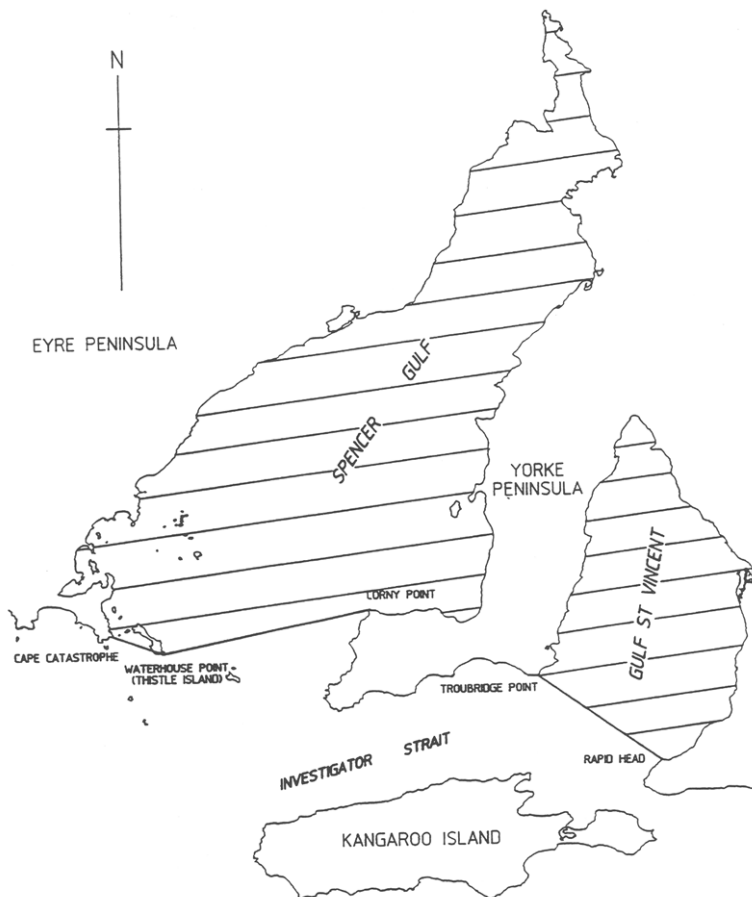 N
EYRE PENINSULA
SPENCER GULF
YORKE
PENINSULA
GULF ST VINCENT
CORNY POINT
CAPE CATASTROPHE
WATERHOUSE POINT
(THISTLE ISLAND)
TROUBRIDGE POINT
RAPID HEAD
INVESTIGATOR STRAIT
KANGAROO ISLAND